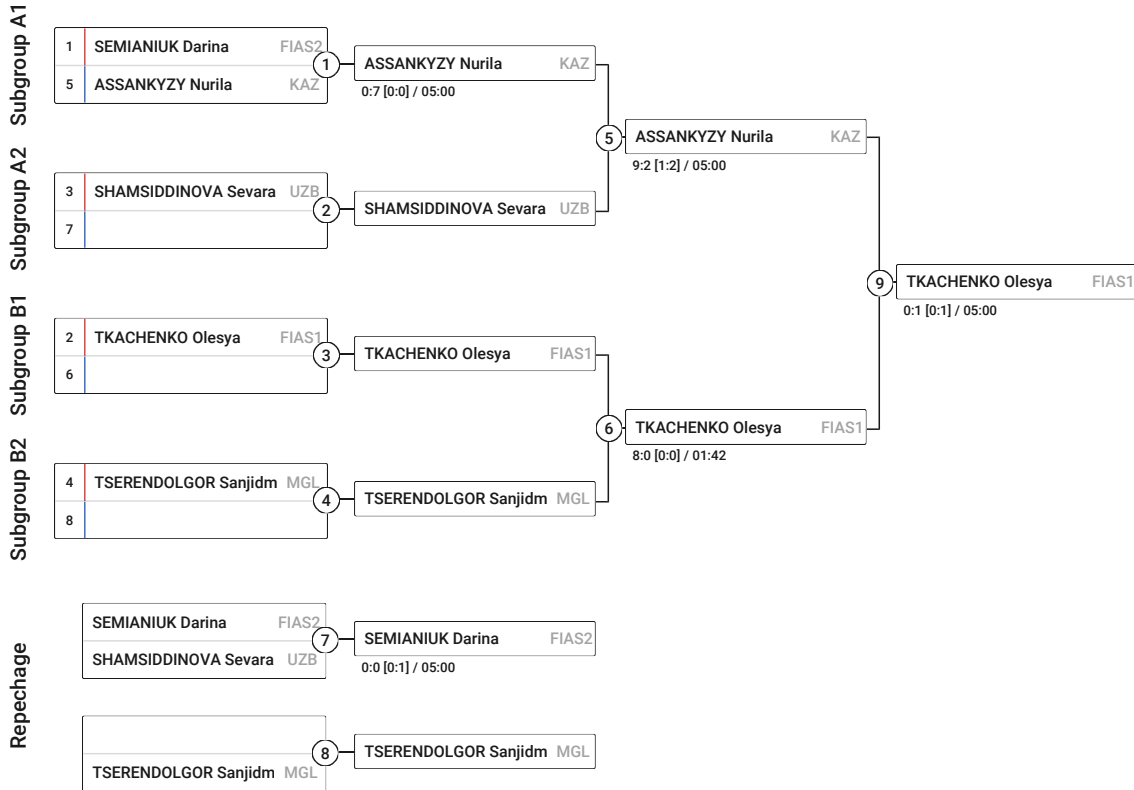 Subgroup A1
1 SEMIANIUK Darina FIAS2
5 ASSANKYZY Nurila KAZ
1
ASSANKYZY Nurila KAZ
0:7 [0:0] / 05:00
5
ASSANKYZY Nurila KAZ
9:2 [1:2] / 05:00
Subgroup A2
3 SHAMSIDDINOVA Sevara UZB
7
2
SHAMSIDDINOVA Sevara UZB
9
TKACHENKO Olesya FIAS1
0:1 [0:1] / 05:00
Subgroup B1
2 TKACHENKO Olesya FIAS1
6
3
TKACHENKO Olesya FIAS1
6
TKACHENKO Olesya FIAS1
8:0 [0:0] / 01:42
Subgroup B2
4 TSERENDOLGOR Sanjidm MGL
8
4
TSERENDOLGOR Sanjidm MGL
Repechage
SEMIANIUK Darina FIAS2
SHAMSIDDINOVA Sevara UZB
7
SEMIANIUK Darina FIAS2
0:0 [0:1] / 05:00
TSERENDOLGOR Sanjidm MGL
8
TSERENDOLGOR Sanjidm MGL